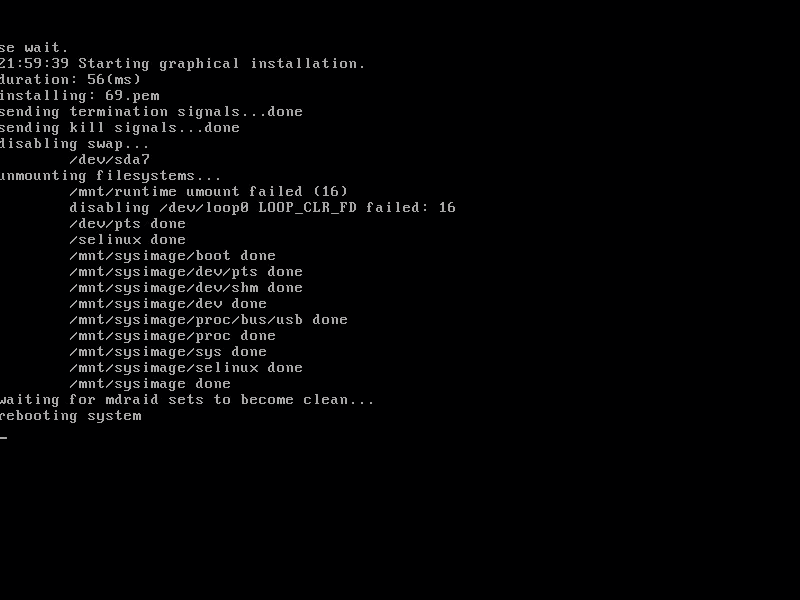 se wait.
21:59:39 Starting graphical installation.
duration: 56(ms)
installing: 69.pem
sending termination signals...done
sending kill signals...done
disabling swap...
/dev/sda7
unmounting filesystems...
/mnt/runtime umount failed (16)
disabling /dev/loop0 LOOP_CLR_FD failed: 16
/dev/pts done
/selinux done
/mnt/sysimage/boot done
/mnt/sysimage/dev/pts done
/mnt/sysimage/dev/shm done
/mnt/sysimage/dev done
/mnt/sysimage/proc/bus/usb done
/mnt/sysimage/proc done
/mnt/sysimage/sys done
/mnt/sysimage/selinux done
/mnt/sysimage done
waiting for mdraid sets to become clean...
rebooting system